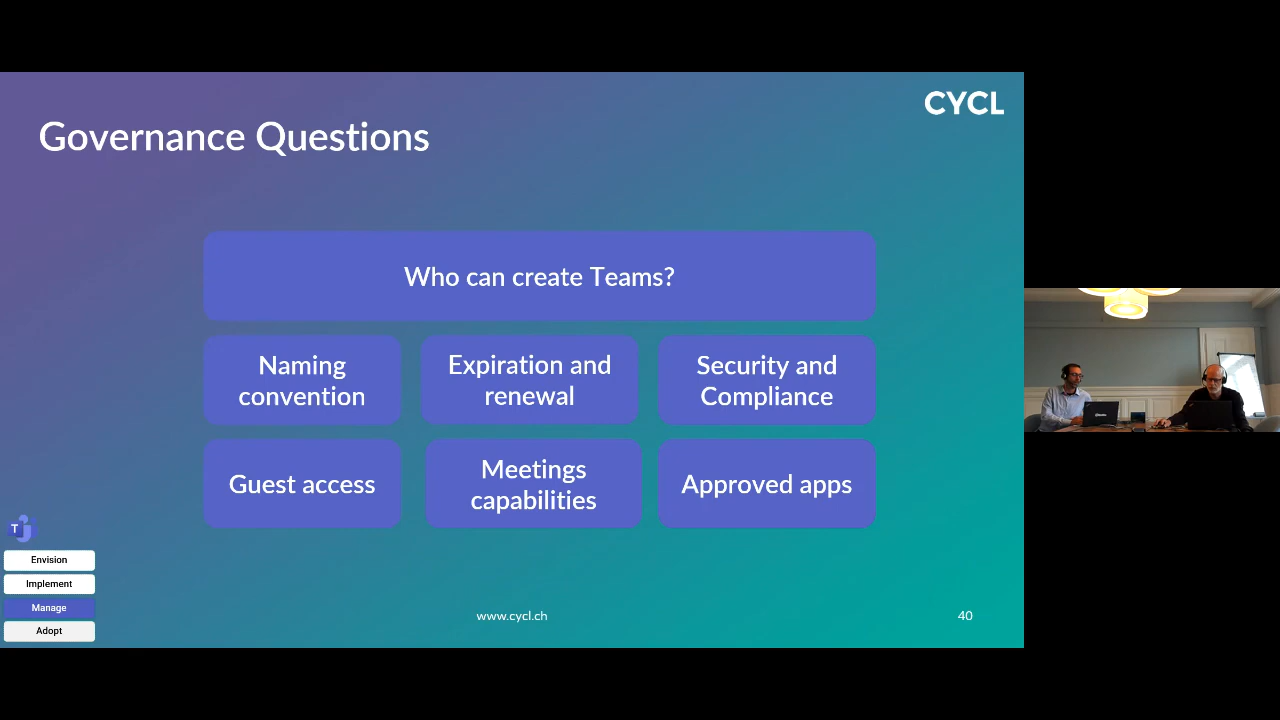 CYCL
Governance Questions
Who can create Teams?
Naming
convention
Expiration and
renewal
Security and
Compliance
Guest access
Meetings
capabilities
Approved apps
T
Envision
Implement
Manage
Adopt
www.cycl.ch
40